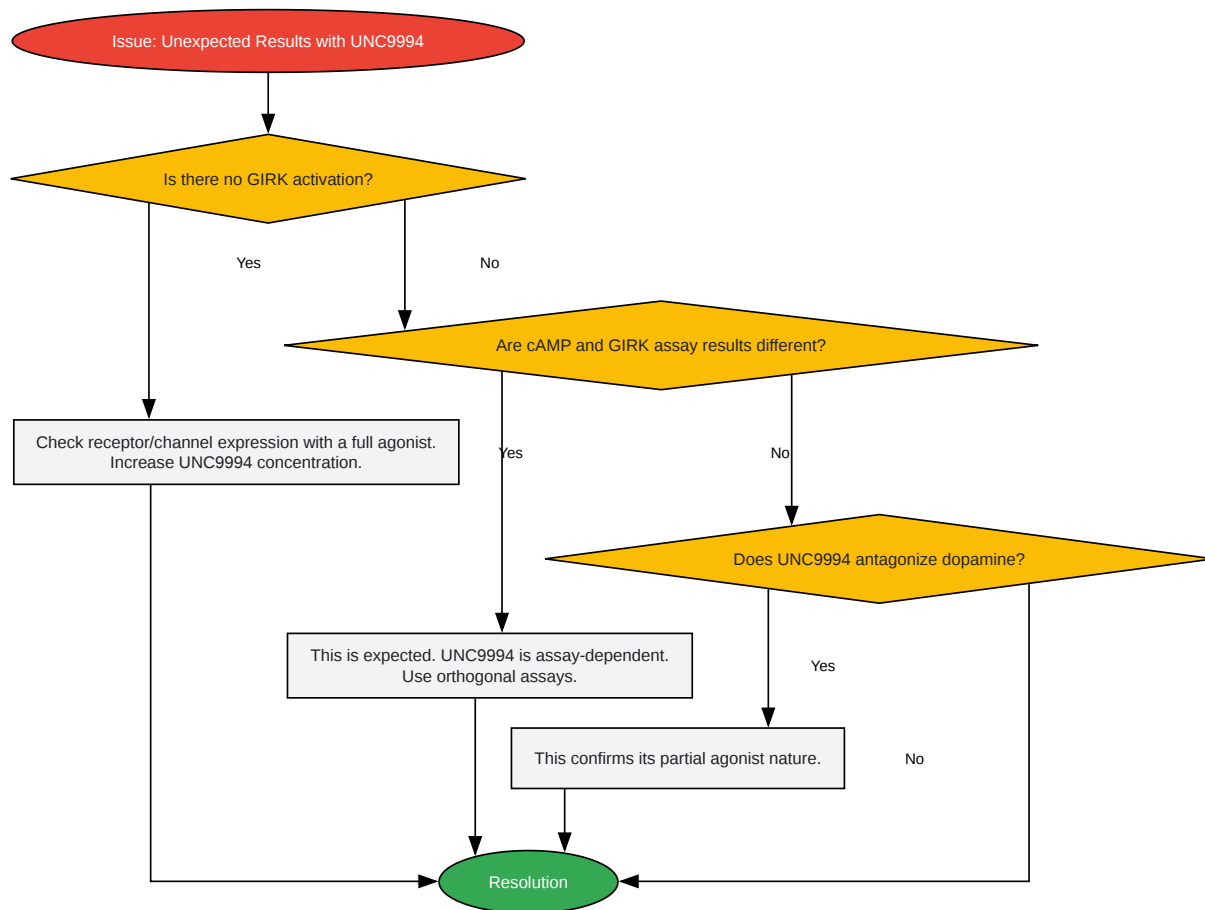 Issue: Unexpected Results with UNC9994
Is there no GIRK activation?
Yes
No
Are cAMP and GIRK assay results different?
Check receptor/channel expression with a full agonist.
Increase UNC9994 concentration.
Yes
No
Does UNC9994 antagonize dopamine?
This is expected. UNC9994 is assay-dependent.
Use orthogonal assays.
Yes
This confirms its partial agonist nature.
No
Resolution